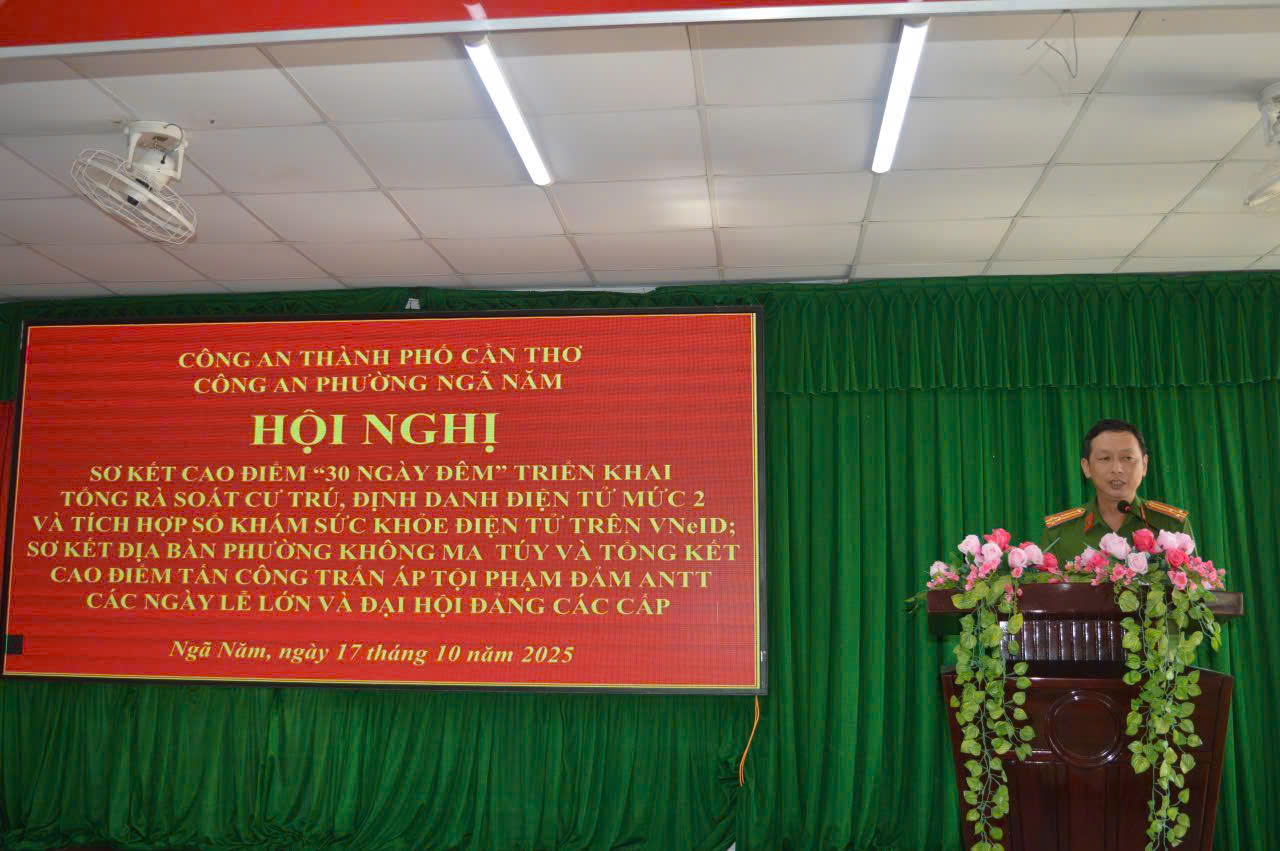 CÔNG AN THÀNH PHỐ CẦN THƠ
CÔNG AN PHƯỜNG NGÃ NĂM
HỘI NGHỊ
SƠ KẾT CAO ĐIỂM “30 NGÀY ĐÊM” TRIỂN KHAI
TỔNG RÀ SOÁT CƯ TRÚ, ĐỊNH DANH ĐIỆN TỬ MỨC 2
VÀ TÍCH HỢP SỔ KHÁM SỨC KHỎE ĐIỆN TỬ TRÊN VNeID;
SƠ KẾT ĐỊA BÀN PHƯỜNG KHÔNG MA TÚY VÀ TỔNG KẾT
CAO ĐIỂM TẤN CÔNG TRẤN ÁP TỘI PHẠM ĐẢM ANTT
CÁC NGÀY LỄ LỚN VÀ ĐẠI HỘI ĐẢNG CÁC CẤP
Ngã Năm, ngày 17 tháng 10 năm 2025